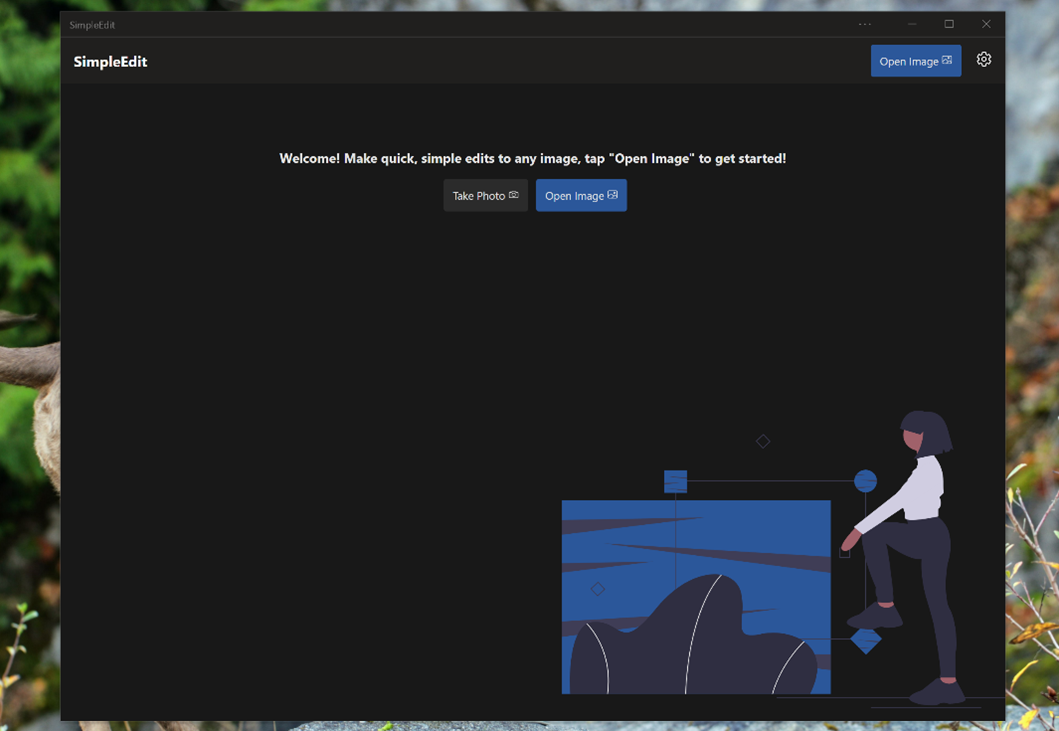 SimpleEdit
SimpleEdit
Open Image
Welcome! Make quick, simple edits to any image, tap "Open Image" to get started!
Take Photo
Open Image